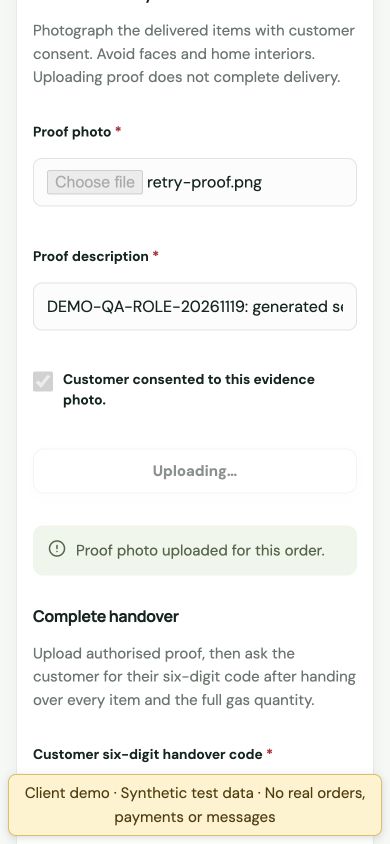 Photograph the delivered items with customer
consent. Avoid faces and home interiors.
Uploading proof does not complete delivery.
Proof photo *
Choose file retry-proof.png
Proof description *
DEMO-QA-ROLE-20261119: generated
Customer consented to this evidence
photo.
Uploading...
Proof photo uploaded for this order.
Complete handover
Upload authorised proof, then ask the
customer for their six-digit code after handing
over every item and the full gas quantity.
Customer six-digit handover code *
Client demo · Synthetic test data · No real orders,
payments or messages